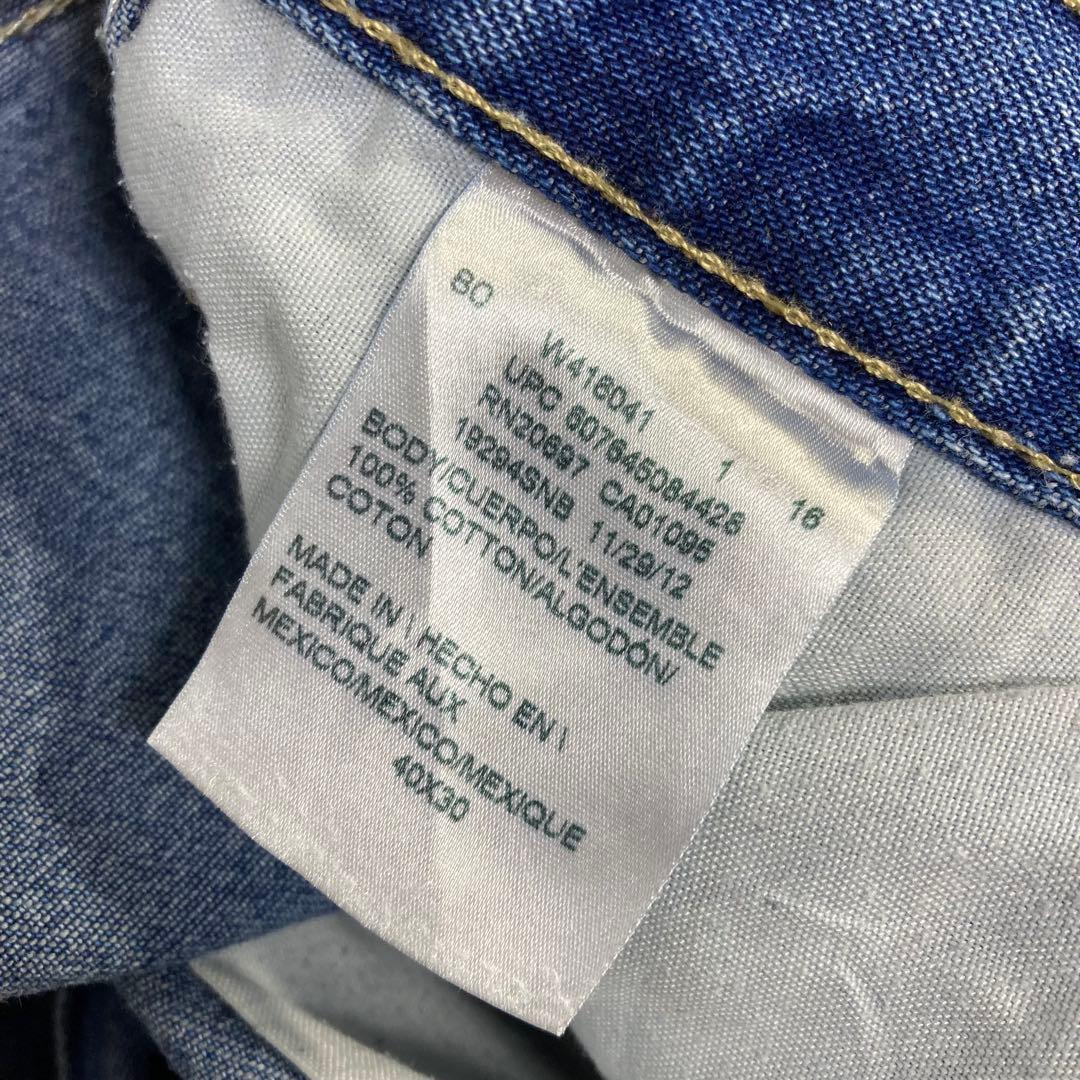 80
W416041 1 16
UPC 607645084428
RN20697 CA01095
19294SNB 11/29/12
BODY/CUERPO/L'ENSEMBLE
100% COTTON/ALGODÓN/
COTON
MADE IN \ HECHO EN \
FABRIQUE AUX
MEXICO/MEXICO/MEXIQUE
40X30